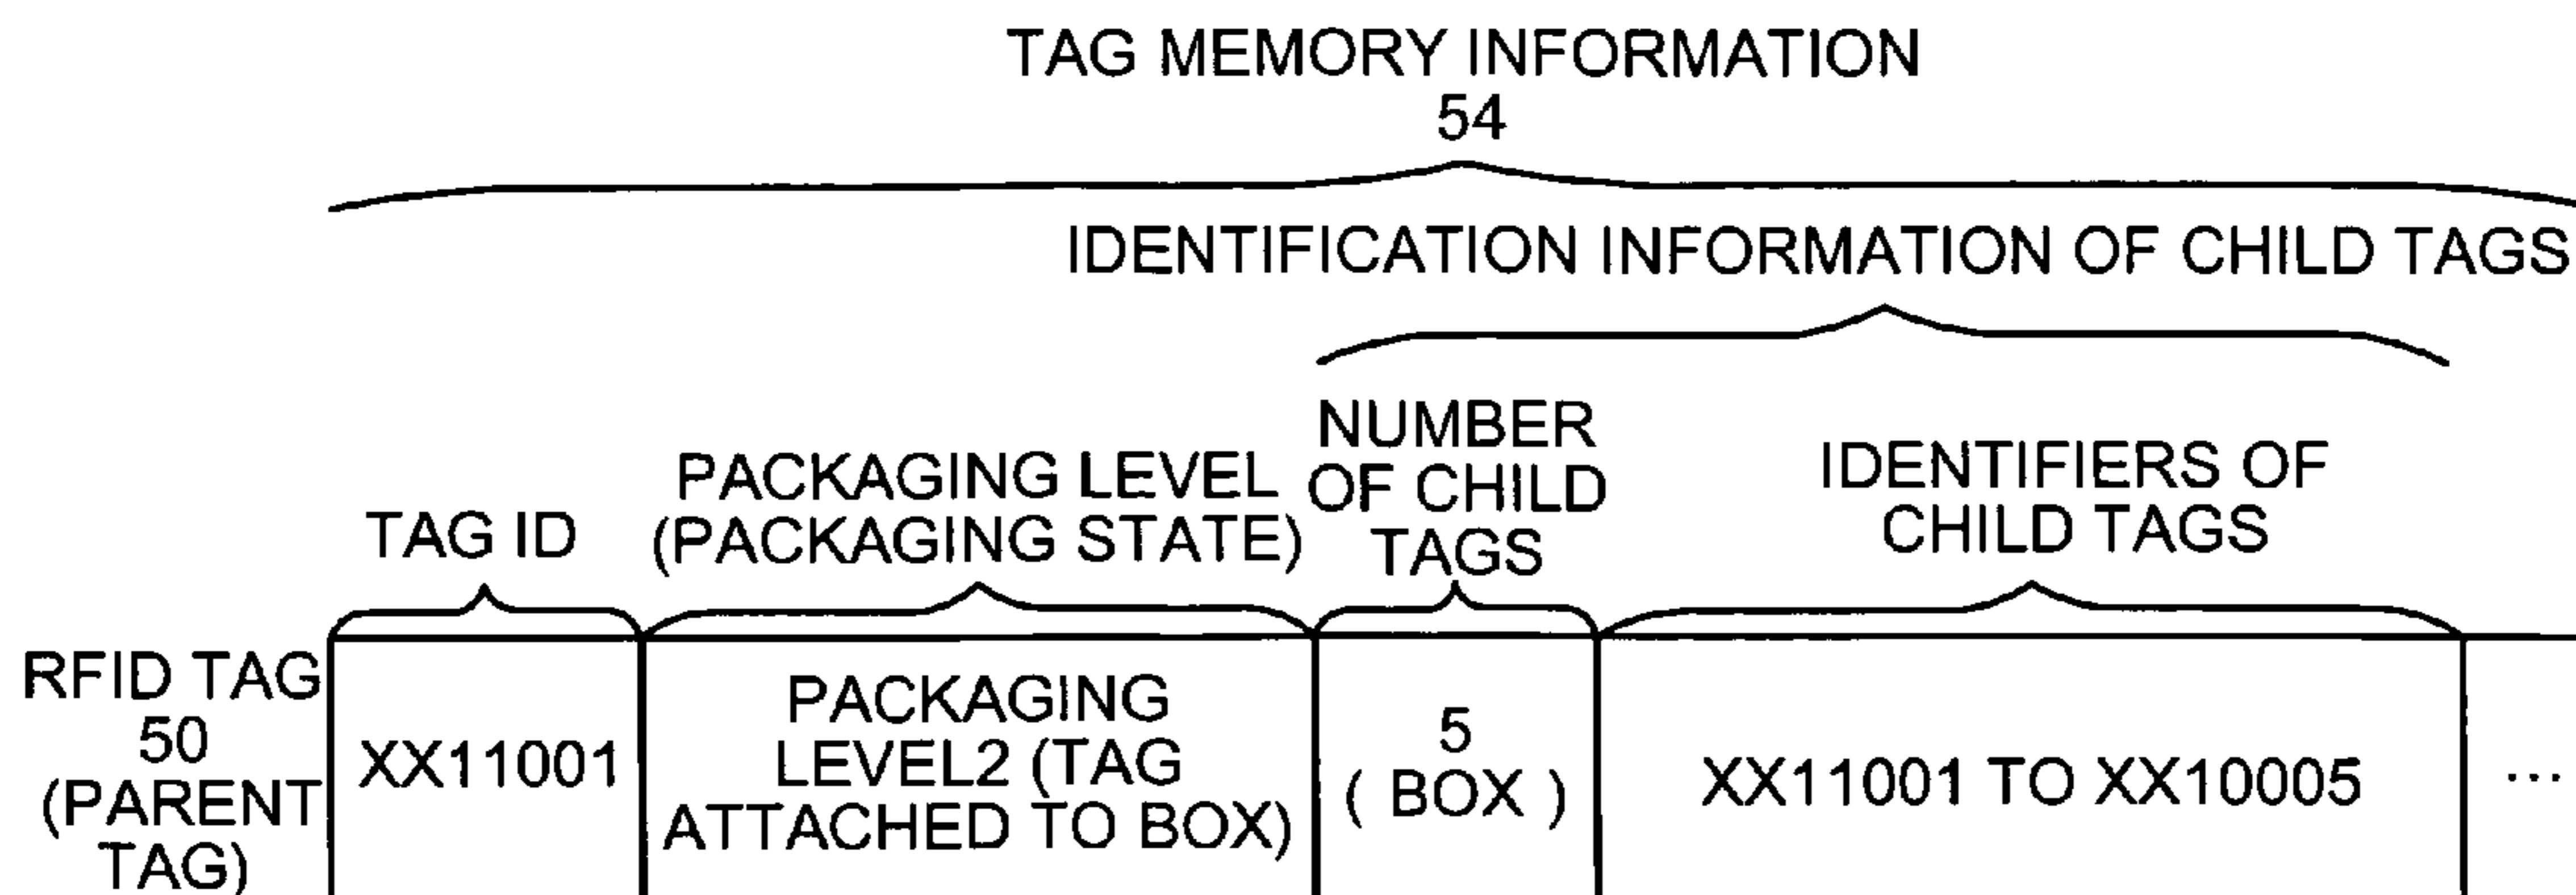 TAG MEMORY INFORMATION
54
IDENTIFICATION INFORMATION OF CHILD TAGS
TAG ID
PACKAGING LEVEL
(PACKAGING STATE)
NUMBER
OF CHILD
TAGS
IDENTIFIERS OF
CHILD TAGS
RFID TAG
50
(PARENT
TAG)
XX11001
PACKAGING
LEVEL2 (TAG
ATTACHED TO BOX)
5
( BOX )
XX11001 TO XX10005
...